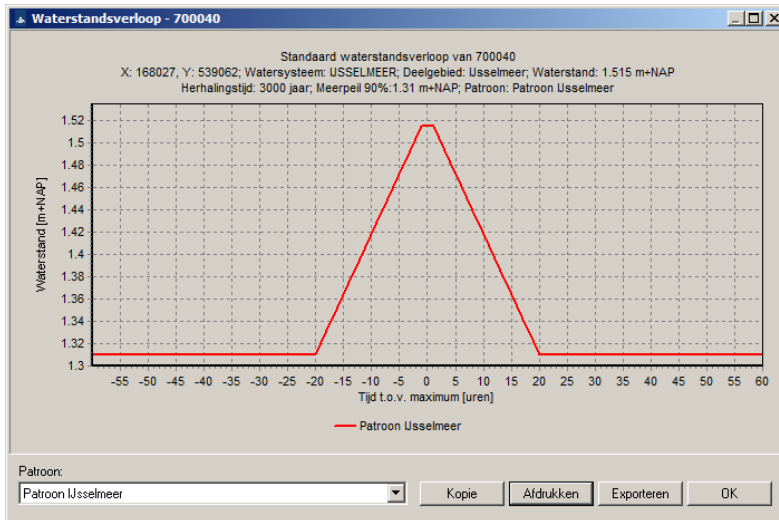 Waterstandsverloop - 700040
Standaard waterstandsverloop van 700040
X: 168027, Y: 539062; Watersysteem: IJSSELMEER; Deelgebied: IJsselmeer; Waterstand: 1.515 m+NAP
Herhalingstijd: 3000 jaar; Meerpeil 90%:1.31 m+NAP; Patroon: Patroon IJsselmeer
Waterstand [m+NAP]
1.52
1.5
1.48
1.46
1.44
1.42
1.4
1.38
1.36
1.34
1.32
1.3
-55 -50 -45 -40 -35 -30 -25 -20 -15 -10 -5 0 5 10 15 20 25 30 35 40 45 50 55 60
Tijd t.o.v. maximum [uren]
Patroon IJsselmeer
Patroon:
Patroon IJsselmeer
Kopie Afdrukken Exporteren OK